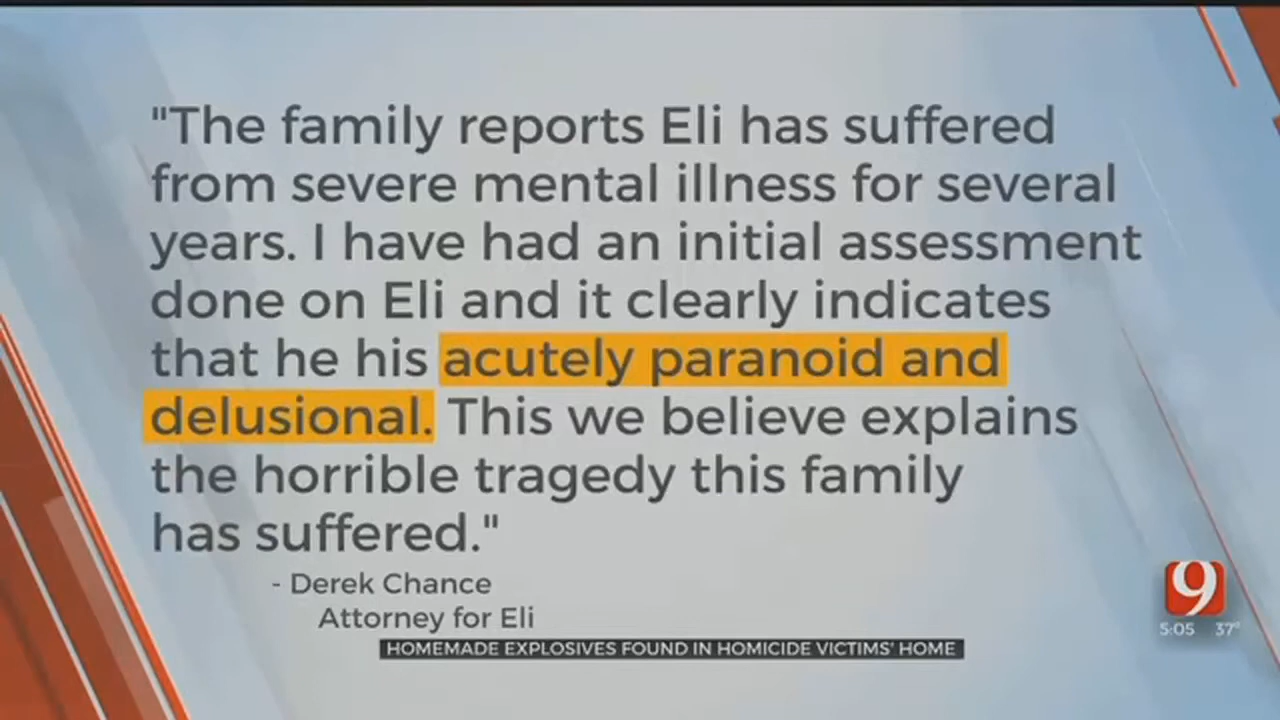 "The family reports Eli has suffered
from severe mental illness for several
years. I have had an initial assessment
done on Eli and it clearly indicates
that he his acutely paranoid and
delusional. This we believe explains
the horrible tragedy this family
has suffered."
- Derek Chance
Attorney for Eli
9
5:05 37°
HOMEMADE EXPLOSIVES FOUND IN HOMICIDE VICTIMS' HOME